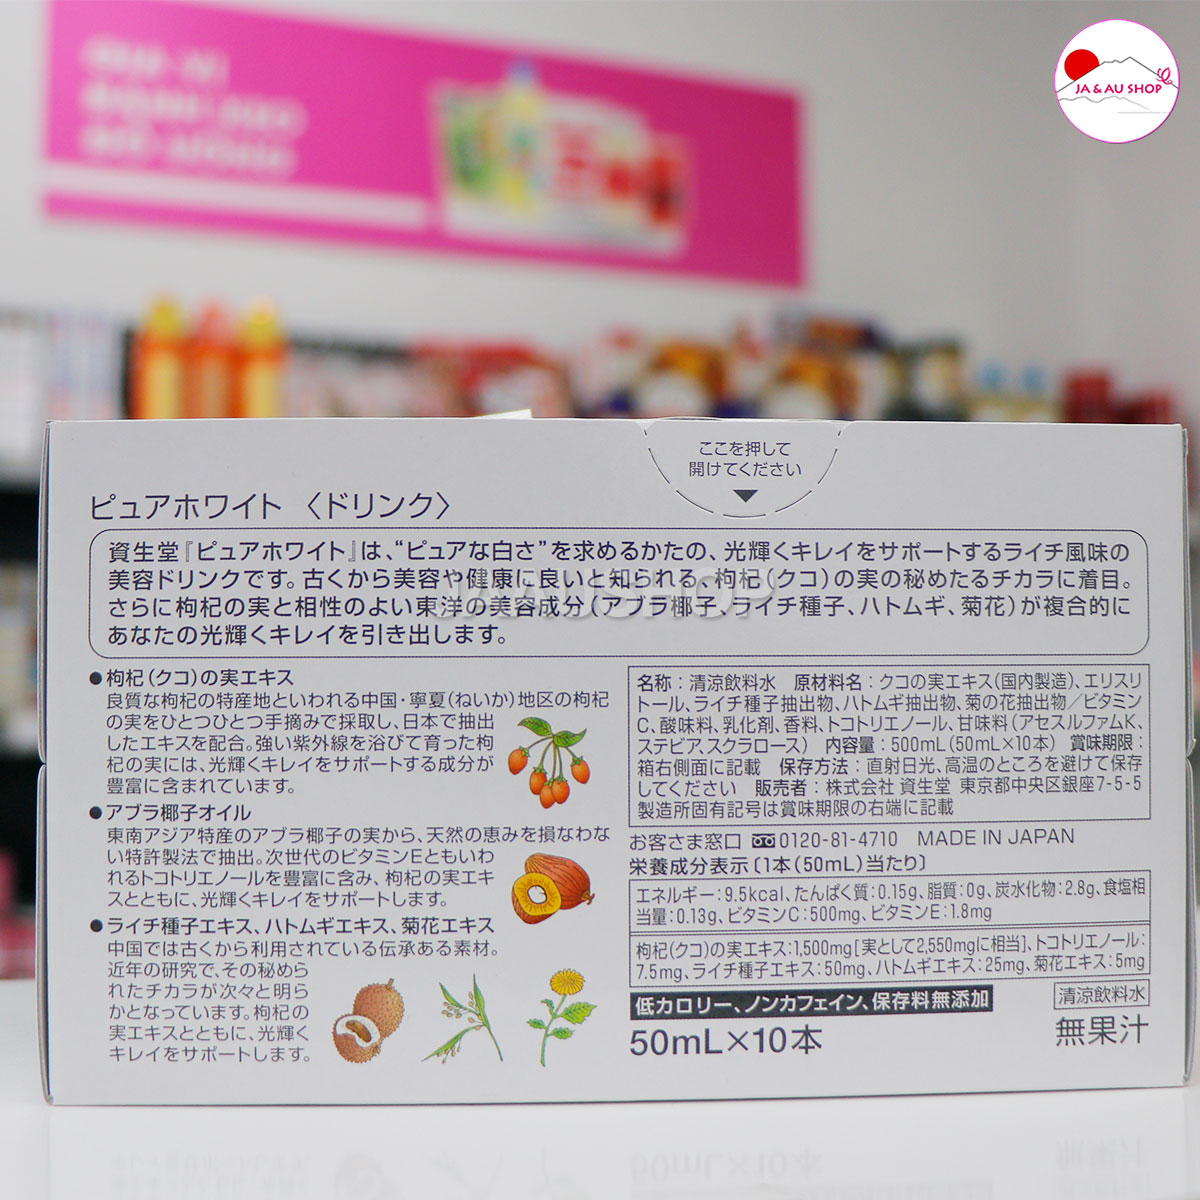 JA & AU SHOP
ここを押して
開けてください
ピュアホワイト 〈ドリンク〉
資生堂『ピュアホワイト』は、“ピュアな白さ”を求めるかたの、光輝くキレイをサポートするライチ風味の
美容ドリンクです。古くから美容や健康に良いと知られる、枸杞(クコ)の実の秘めたるチカラに着目。
さらに枸杞の実と相性のよい東洋の美容成分(アブラ椰子、ライチ種子、ハトムギ、菊花)が複合的に
あなたの光輝くキレイを引き出します。
JAAUSHOP
●枸杞(クコ)の実エキス
良質な枸杞の特産地といわれる中国・寧夏(ねいか)地区の枸杞
の実をひとつひとつ手摘みで採取し、日本で抽出
したエキスを配合。強い紫外線を浴びて育った枸
杞の実には、光輝くキレイをサポートする成分が
豊富に含まれています。
●アブラ椰子オイル
東南アジア特産のアブラ椰子の実から、天然の恵みを損なわな
い特許製法で抽出。次世代のビタミンEともいわ
れるトコトリエノールを豊富に含み、枸杞の実エキ
スとともに、光輝くキレイをサポートします。
●ライチ種子エキス、ハトムギエキス、菊花エキス
中国では古くから利用されている伝承ある素材。
近年の研究で、その秘めら
れたチカラが次々と明ら
かとなっています。枸杞の
実エキスとともに、光輝く
キレイをサポートします。
名称：清涼飲料水 原材料名：クコの実エキス(国内製造)、エリスリ
トール、ライチ種子抽出物、ハトムギ抽出物、菊の花抽出物／ビタミン
C、酸味料、乳化剤、香料、トコトリエノール、甘味料(アセスルファムK、
ステビア、スクラロース) 内容量：500mL(50mL×10本) 賞味期限：
箱右側面に記載 保存方法：直射日光、高温のところを避けて保存
してください 販売者：株式会社 資生堂 東京都中央区銀座7-5-5
製造所固有記号は賞味期限の右端に記載
お客さま窓口 0120-81-4710 MADE IN JAPAN
栄養成分表示〔1本(50mL)当たり〕
エネルギー：9.5kcal、たんぱく質：0.15g、脂質：0g、炭水化物：2.8g、食塩相
当量：0.13g、ビタミンC：500mg、ビタミンE：1.8mg
枸杞(クコ)の実エキス：1,500mg[実として2,550mgに相当]、トコトリエノール：
7.5mg、ライチ種子エキス：50mg、ハトムギエキス：25mg、菊花エキス：5mg
低カロリー、ノンカフェイン、保存料無添加
清涼飲料水
50mL×10本
無果汁